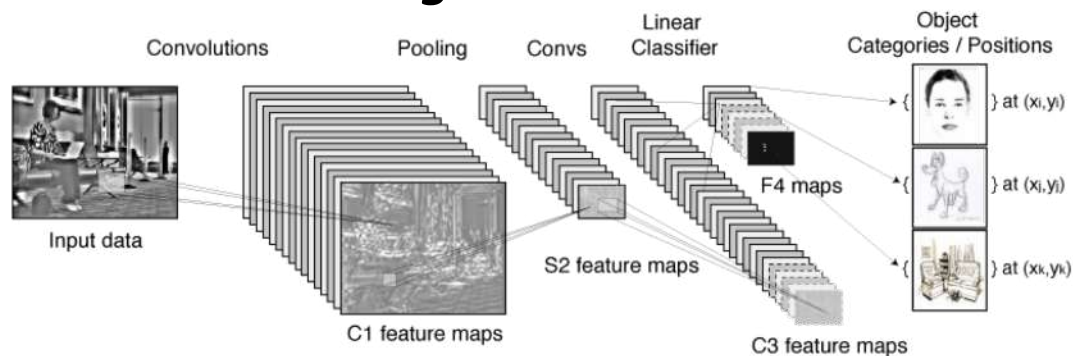 Convolutions Pooling Convs Linear Classifier Object Categories / Positions
{ } at (xi,yi)
{ } at (xj,yj)
{ } at (xk,yk)
Input data
C1 feature maps
S2 feature maps
C3 feature maps
F4 maps